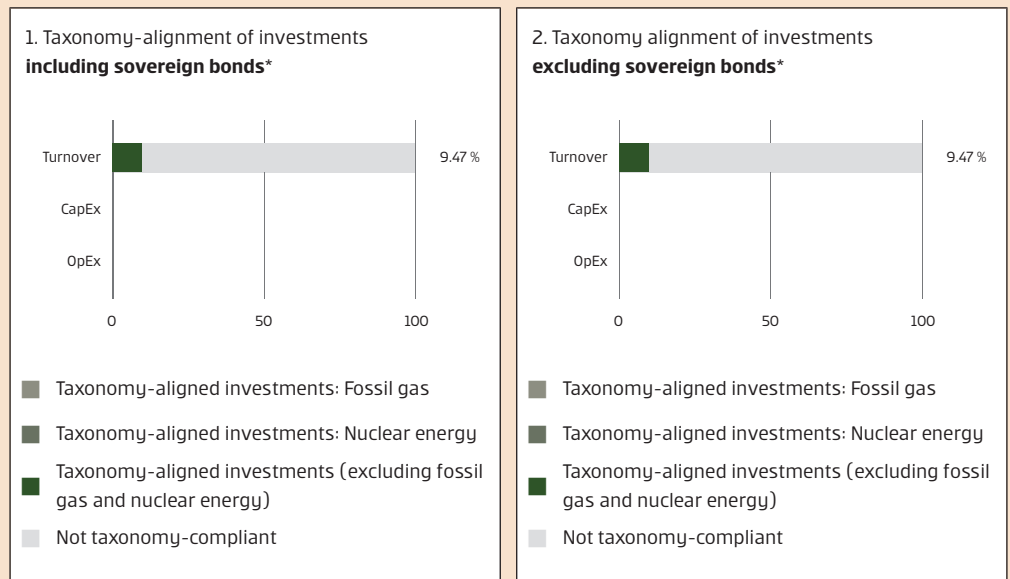 1. Taxonomy-alignment of investments
including sovereign bonds*
Turnover
9.47 %
CapEx
OpEx
0
50
100
Taxonomy-aligned investments: Fossil gas
Taxonomy-aligned investments: Nuclear energy
Taxonomy-aligned investments (excluding fossil
gas and nuclear energy)
Not taxonomy-compliant
2. Taxonomy alignment of investments
excluding sovereign bonds*
Turnover
9.47 %
CapEx
OpEx
0
50
100
Taxonomy-aligned investments: Fossil gas
Taxonomy-aligned investments: Nuclear energy
Taxonomy-aligned investments (excluding fossil
gas and nuclear energy)
Not taxonomy-compliant